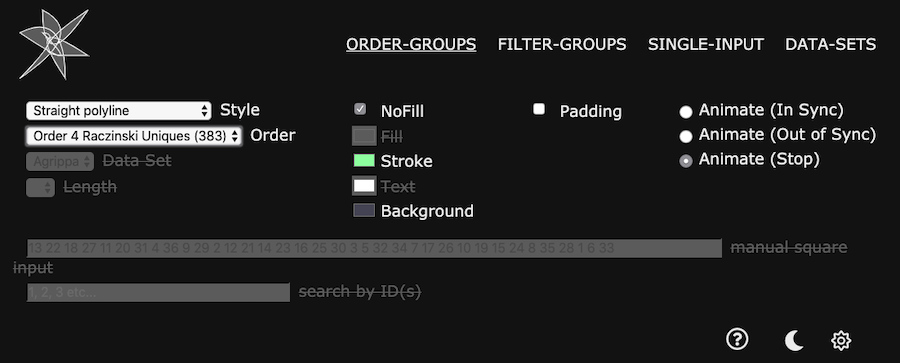 ORDER-GROUPS FILTER-GROUPS SINGLE-INPUT DATA-SETS
Straight polyline Style
Order 4 Raczinski Uniques (383) Order
Agrippa Data Set
Length
NoFill
Fill
Stroke
Text
Background
Padding
Animate (In Sync)
Animate (Out of Sync)
Animate (Stop)
13 22 18 27 11 20 31 4 36 9 29 2 12 21 14 23 16 25 30 3 5 32 34 7 17 26 10 19 15 24 8 35 28 1 6 33 manual square
input
1, 2, 3 etc... search by ID(s)
?